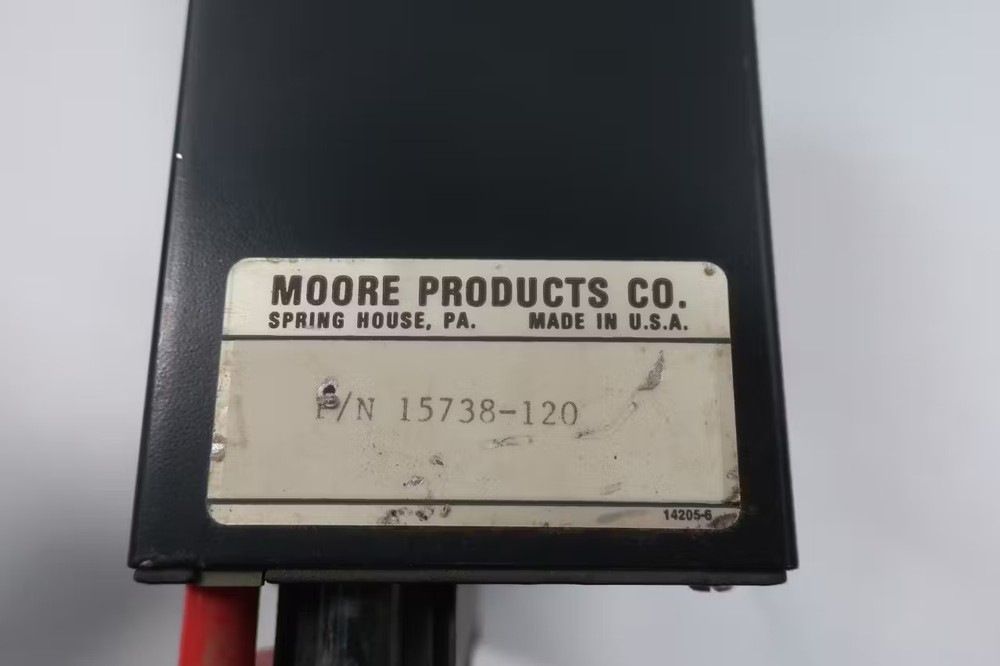 MOORE PRODUCTS CO.
SPRING HOUSE, PA. MADE IN U.S.A.
P/N 15738-120
14205-6